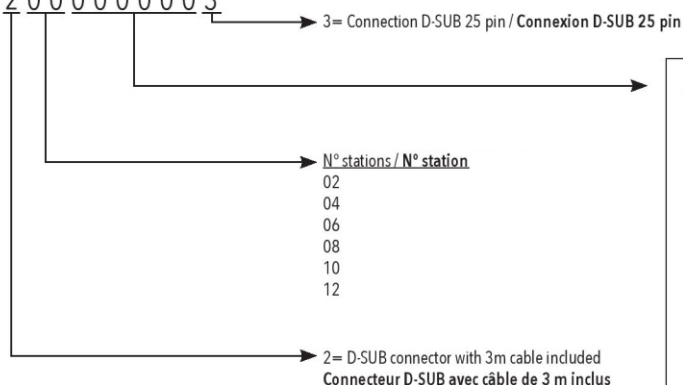 2 0 0 0 0 0 0 0 0 3
3= Connection D-SUB 25 pin / Connexion D-SUB 25 pin
N° stations / N° station
02
04
06
08
10
12
2= D-SUB connector with 3m cable included
Connecteur D-SUB avec câble de 3 m inclus